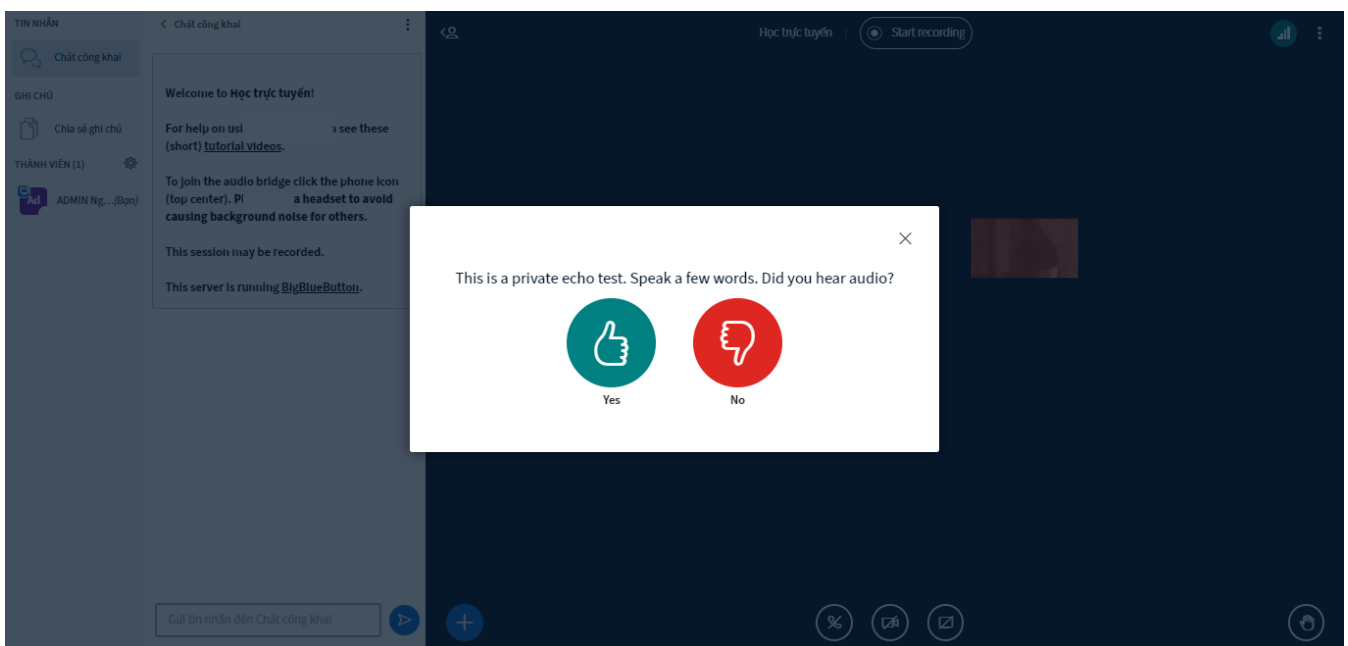 TIN NHẮN
Chát công khai
GHI CHÚ
Chia sẻ ghi chú
THÀNH VIÊN (1)
Ad
ADMIN Ng...(Bạn)
Chát công khai
Welcome to Học trực tuyến!
For help on usi see these
(short) tutorial videos.
To join the audio bridge click the phone icon
(top center). a headset to avoid
causing background noise for others.
This session may be recorded.
This server is running BigBlueButton.
Gửi tin nhắn đến Chát công khai
Học trực tuyến
Start recording
This is a private echo test. Speak a few words. Did you hear audio?
Yes
No